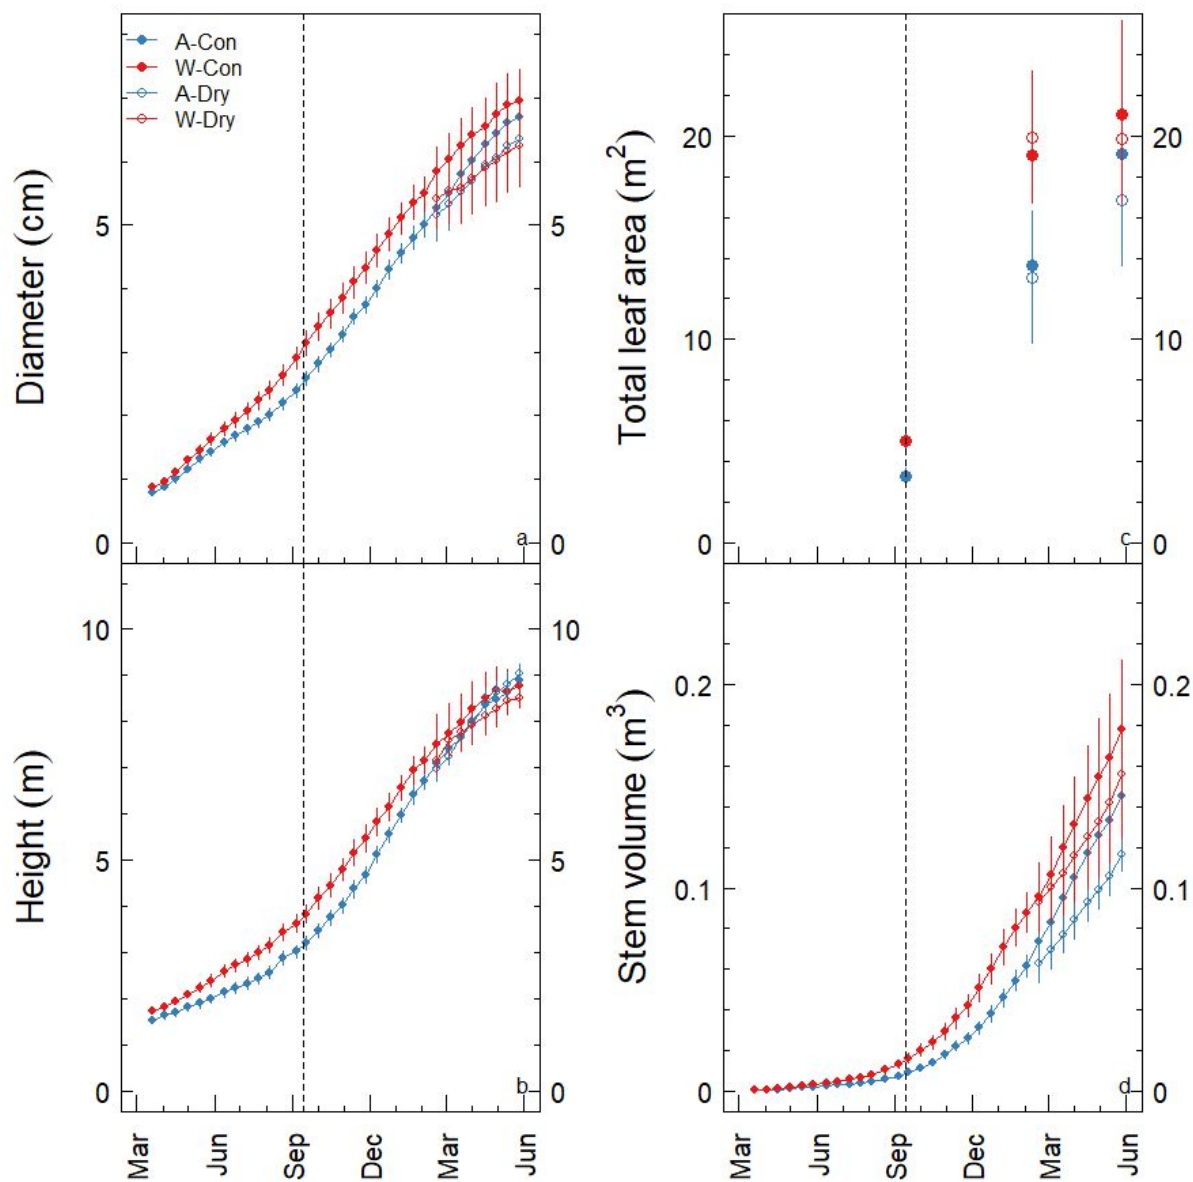 A-Con
W-Con
A-Dry
W-Dry
Diameter (cm)
5
0
5
0
a
Total leaf area (m²)
20
10
0
20
10
0
c
Height (m)
10
5
0
10
5
0
b
Mar Jun Sep Dec Mar Jun
Stem volume (m³)
0.2
0.1
0
0.2
0.1
0
d
Mar Jun Sep Dec Mar Jun